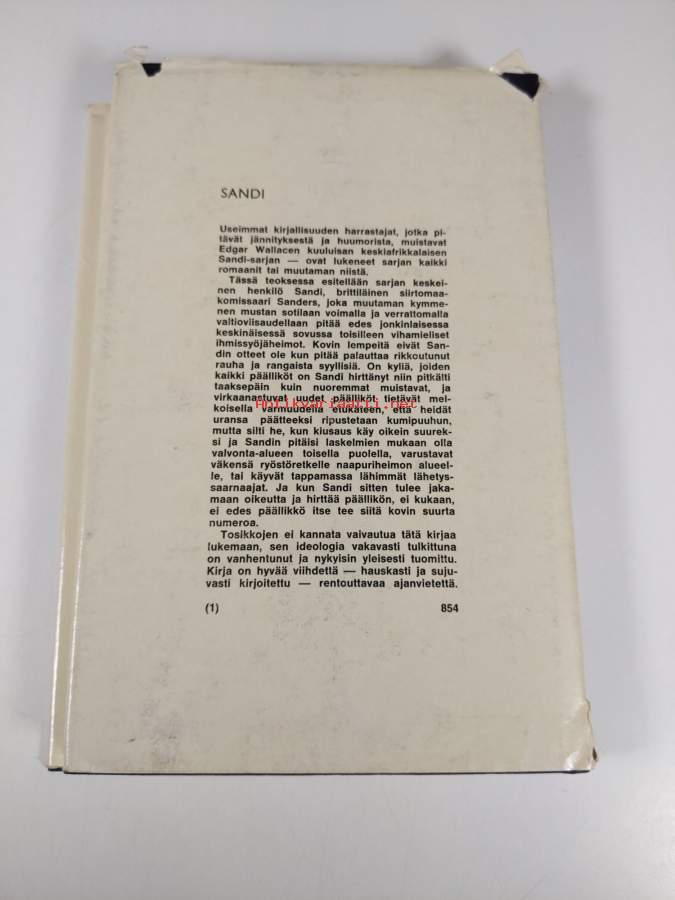 SANDI
Useimmat kirjallisuuden harrastajat, jotka pi-
tävät jännityksestä ja huumorista, muistavat
Edgar Wallacen kuuluisan keskiafrikkalaisen
Sandi-sarjan — ovat lukeneet sarjan kaikki
romaanit tai muutaman niistä.
Tässä teoksessa esitellään sarjan keskei-
nen henkilö Sandi, brittiläinen siirtomaa-
komissaari Sanders, joka muutaman kymme-
nen mustan sotilaan voimalla ja verrattomalla
valtioviisaudellaan pitää edes jonkinlaisessa
keskinäisessä sovussa toisilleen vihamieliset
ihmissyöjäheimot. Kovin lempeitä eivät San-
din otteet ole kun pitää palauttaa rikkoutunut
rauha ja rangaista syyllisiä. On kyliä, joiden
kaikki päälliköt on Sandi hirttänyt niin pitkälti
taaksepäin kuin nuoremmat muistavat, ja
virkaanastuvat uudet päälliköt tietävät mel-
antikvariaatti.net
koisella varmuudella etukäteen, että heidät
uransa päätteeksi ripustetaan kumipuuhun,
mutta silti he, kun kiusaus käy oikein suurek-
si ja Sandin pitäisi laskelmien mukaan olla
valvonta-alueen toisella puolella, varustavat
väkensä ryöstöretkelle naapuriheimon alueel-
le, tai käyvät tappamassa lähimmät lähetys-
saarnaajat. Ja kun Sandi sitten tulee jaka-
maan oikeutta ja hirttää päällikön, ei kukaan,
ei edes päällikkö itse tee siitä kovin suurta
numeroa.
Tosikkojen ei kannata vaivautua tätä kirjaa
lukemaan, sen ideologia vakavasti tulkittuna
on vanhentunut ja nykyisin yleisesti tuomittu.
Kirja on hyvää viihdettä — hauskasti ja suju-
vasti kirjoitettu — rentouttavaa ajanvietettä.
(1) 854